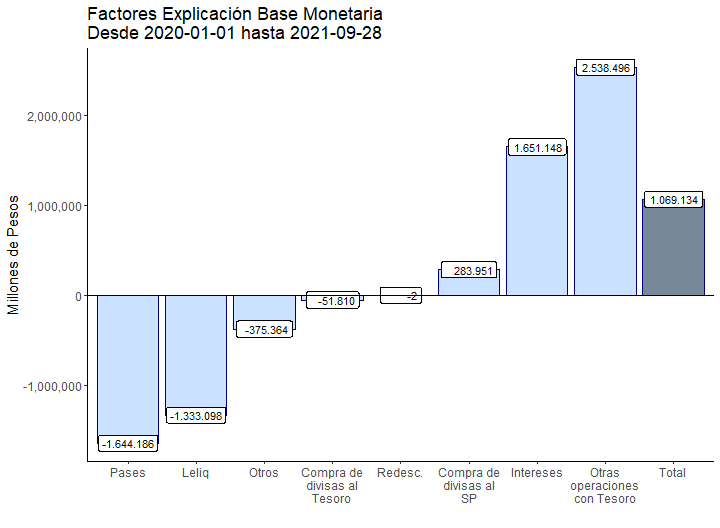 Factores Explicación Base Monetaria
Desde 2020-01-01 hasta 2021-09-28
Millones de Pesos
2,000,000
1,000,000
0
-1,000,000
-1.644.186
-1.333.098
-375.364
-51.810
-2
283.951
1.651.148
2.538.496
1.069.134
Pases
Leliq
Otros
Compra de
divisas al
Tesoro
Redesc.
Compra de
divisas al
SP
Intereses
Otras
operaciones
con Tesoro
Total